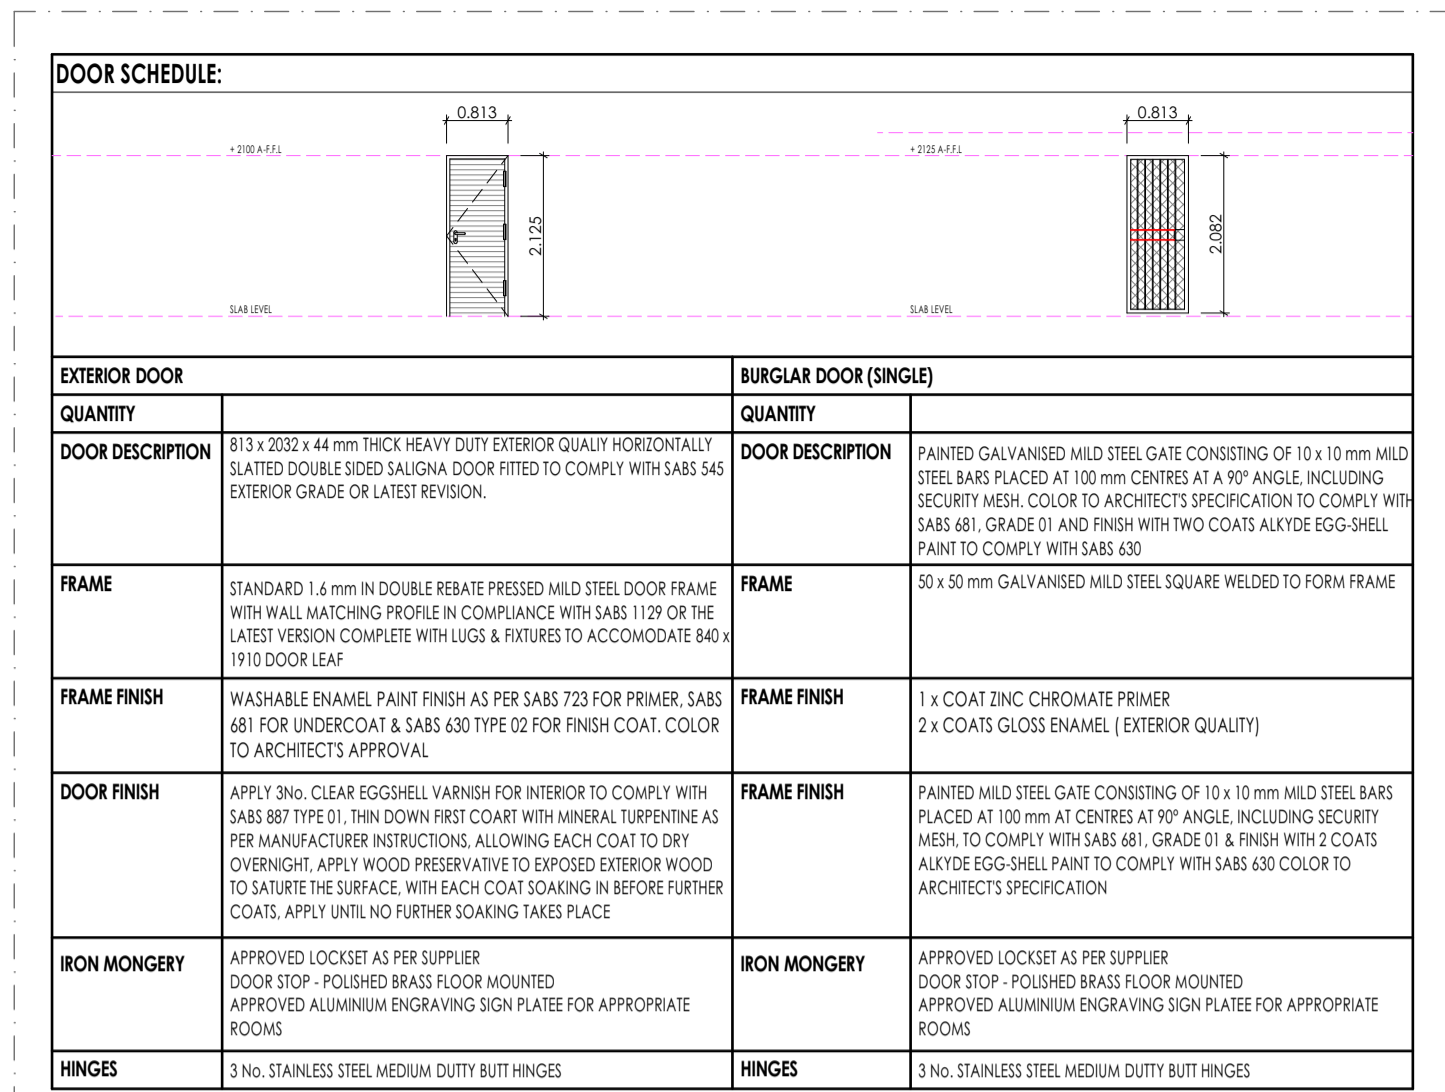 DOOR SCHEDULE:
0.813
0.813
+ 2100 A-F.F.L
+ 2125 A-F.F.L
2.125
2.082
SLAB LEVEL
SLAB LEVEL
EXTERIOR DOOR
BURGLAR DOOR (SINGLE)
QUANTITY
QUANTITY
DOOR DESCRIPTION
813 x 2032 x 44 mm THICK HEAVY DUTY EXTERIOR QUALIY HORIZONTALLY
SLATTED DOUBLE SIDED SALIGNA DOOR FITTED TO COMPLY WITH SABS 545
EXTERIOR GRADE OR LATEST REVISION.
DOOR DESCRIPTION
PAINTED GALVANISED MILD STEEL GATE CONSISTING OF 10 x 10 mm MILD
STEEL BARS PLACED AT 100 mm CENTRES AT A 90º ANGLE, INCLUDING
SECURITY MESH. COLOR TO ARCHITECT'S SPECIFICATION TO COMPLY WITH
SABS 681, GRADE 01 AND FINISH WITH TWO COATS ALKYDE EGG-SHELL
PAINT TO COMPLY WITH SABS 630
FRAME
STANDARD 1.6 mm IN DOUBLE REBATE PRESSED MILD STEEL DOOR FRAME
WITH WALL MATCHING PROFILE IN COMPLIANCE WITH SABS 1129 OR THE
LATEST VERSION COMPLETE WITH LUGS & FIXTURES TO ACCOMODATE 840 x
1910 DOOR LEAF
FRAME
50 x 50 mm GALVANISED MILD STEEL SQUARE WELDED TO FORM FRAME
FRAME FINISH
WASHABLE ENAMEL PAINT FINISH AS PER SABS 723 FOR PRIMER, SABS
681 FOR UNDERCOAT & SABS 630 TYPE 02 FOR FINISH COAT. COLOR
TO ARCHITECT'S APPROVAL
FRAME FINISH
1 x COAT ZINC CHROMATE PRIMER
2 x COATS GLOSS ENAMEL ( EXTERIOR QUALITY)
DOOR FINISH
APPLY 3No. CLEAR EGGSHELL VARNISH FOR INTERIOR TO COMPLY WITH
SABS 887 TYPE 01, THIN DOWN FIRST COART WITH MINERAL TURPENTINE AS
PER MANUFACTURER INSTRUCTIONS, ALLOWING EACH COAT TO DRY
OVERNIGHT, APPLY WOOD PRESERVATIVE TO EXPOSED EXTERIOR WOOD
TO SATURTE THE SURFACE, WITH EACH COAT SOAKING IN BEFORE FURTHER
COATS, APPLY UNTIL NO FURTHER SOAKING TAKES PLACE
FRAME FINISH
PAINTED MILD STEEL GATE CONSISTING OF 10 x 10 mm MILD STEEL BARS
PLACED AT 100 mm AT CENTRES AT 90º ANGLE, INCLUDING SECURITY
MESH, TO COMPLY WITH SABS 681, GRADE 01 & FINISH WITH 2 COATS
ALKYDE EGG-SHELL PAINT TO COMPLY WITH SABS 630 COLOR TO
ARCHITECT'S SPECIFICATION
IRON MONGERY
APPROVED LOCKSET AS PER SUPPLIER
DOOR STOP - POLISHED BRASS FLOOR MOUNTED
APPROVED ALUMINIUM ENGRAVING SIGN PLATEE FOR APPROPRIATE
ROOMS
IRON MONGERY
APPROVED LOCKSET AS PER SUPPLIER
DOOR STOP - POLISHED BRASS FLOOR MOUNTED
APPROVED ALUMINIUM ENGRAVING SIGN PLATEE FOR APPROPRIATE
ROOMS
HINGES
3 No. STAINLESS STEEL MEDIUM DUTTY BUTT HINGES
HINGES
3 No. STAINLESS STEEL MEDIUM DUTTY BUTT HINGES